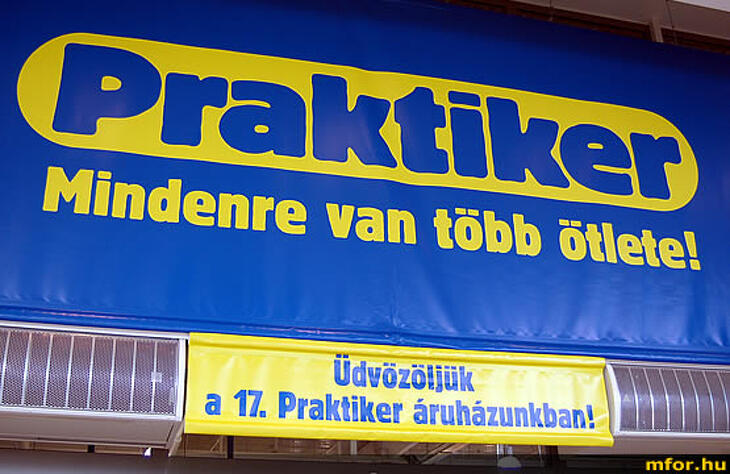 Praktiker
Mindenre van több ötlete!
Üdvözöljük
a 17. Praktiker áruházunkban!
mfor.hu